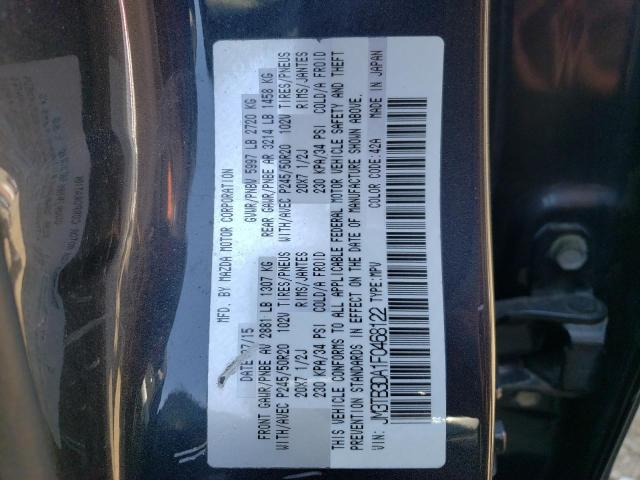 MFD. BY MAZDA MOTOR CORPORATION
DATE: 7/15 GVWR/PNBV 5997 LB 2720 KG
FRONT GAWR/PNBE AV 2881 LB 1307 KG REAR GAWR/PNBE AR 3214 LB 1458 KG
WITH/AVEC P245/50R20 102V TIRES/PNEUS WITH/AVEC P245/50R20 102V TIRES/PNEUS
20X7 1/2J RIMS/JANTES 20X7 1/2J RIMS/JANTES
230 KPA/34 PSI COLD/A FROID 230 KPA/34 PSI COLD/A FROID
THIS VEHICLE CONFORMS TO ALL APPLICABLE FEDERAL MOTOR VEHICLE SAFETY AND THEFT
PREVENTION STANDARDS IN EFFECT ON THE DATE OF MANUFACTURE SHOWN ABOVE.
VIN: JM3TB3DA1F0468122 TYPE:MPV COLOR CODE:42A MADE IN JAPAN